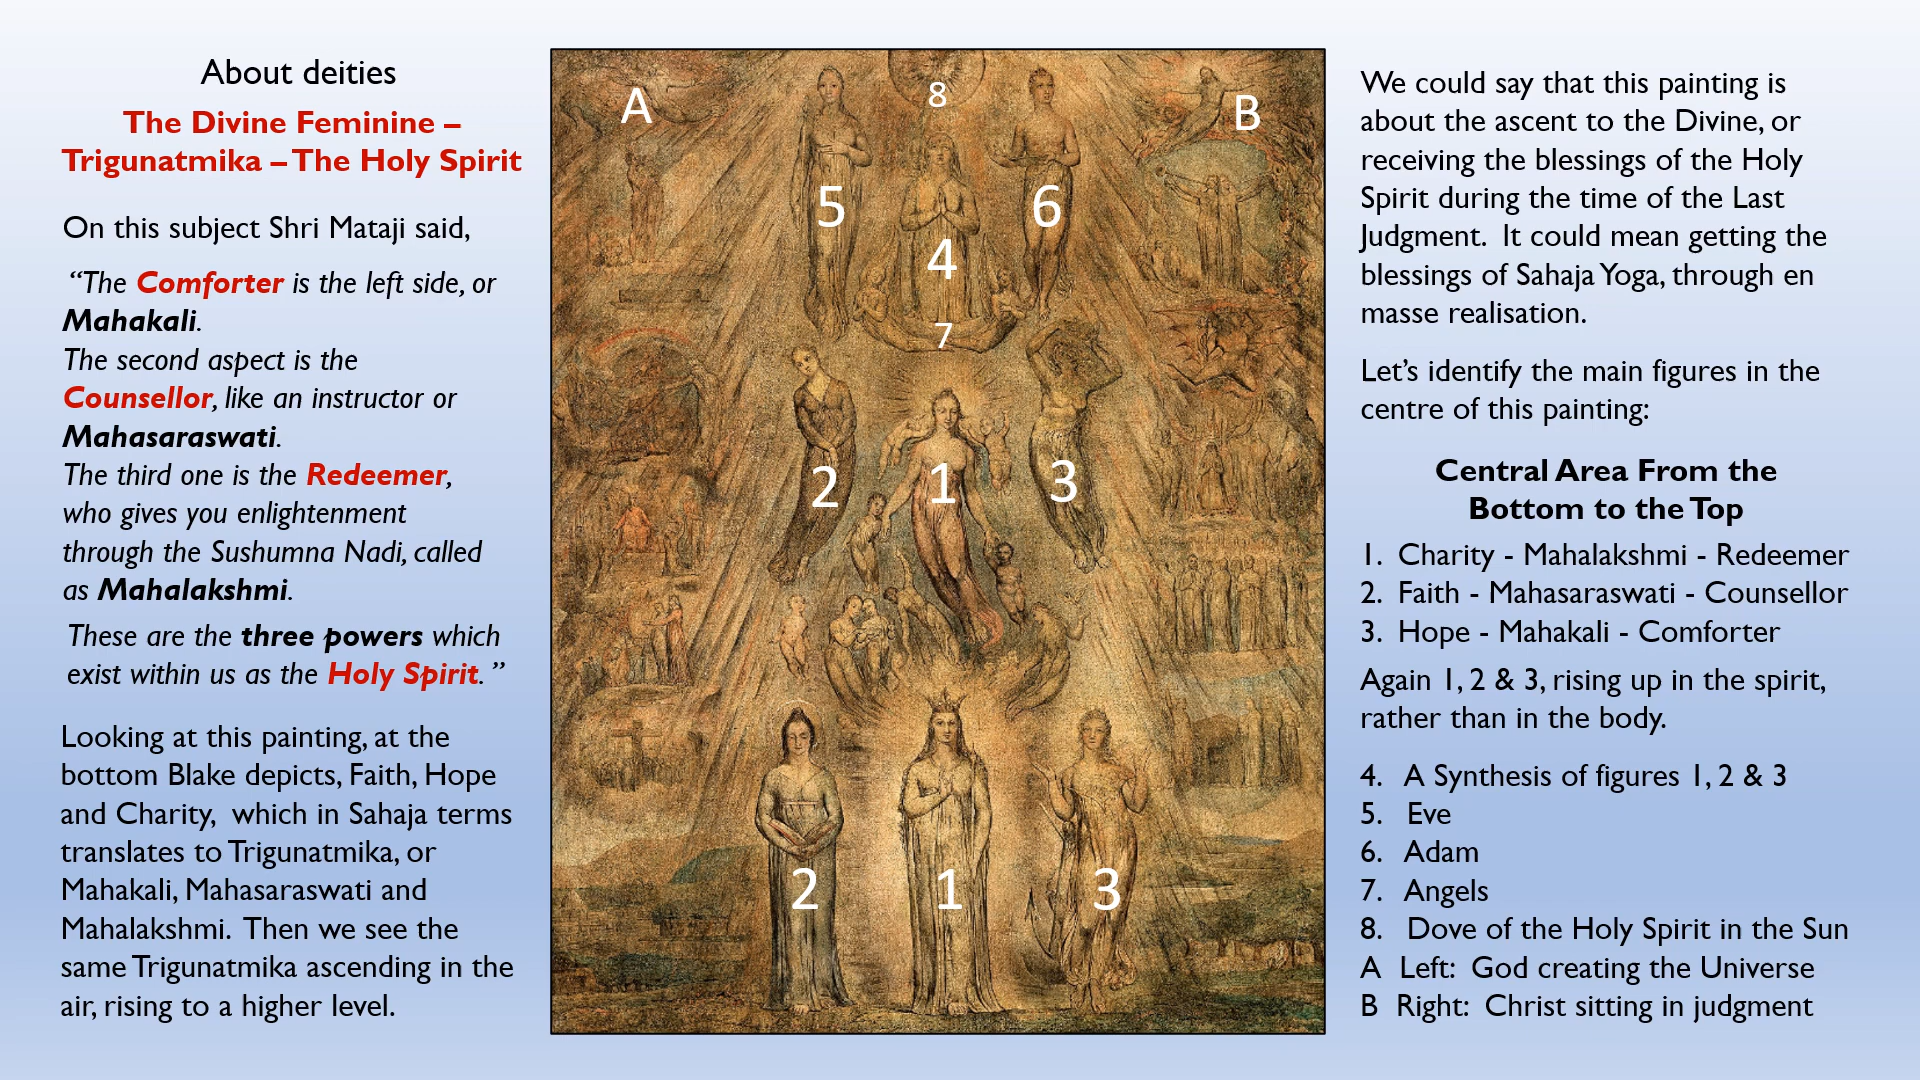 About deities
The Divine Feminine –
Trigunatmika – The Holy Spirit
On this subject Shri Mataji said,
“The Comforter is the left side, or
Mahakali.
The second aspect is the
Counsellor, like an instructor or
Mahasaraswati.
The third one is the Redeemer,
who gives you enlightenment
through the Sushumna Nadi, called
as Mahalakshmi.
These are the three powers which
exist within us as the Holy Spirit. ”
Looking at this painting, at the
bottom Blake depicts, Faith, Hope
and Charity, which in Sahaja terms
translates to Trigunatmika, or
Mahakali, Mahasaraswati and
Mahalakshmi. Then we see the
same Trigunatmika ascending in the
air, rising to a higher level.
A
8
B
5
6
4
7
2
1
3
2
1
3
We could say that this painting is
about the ascent to the Divine, or
receiving the blessings of the Holy
Spirit during the time of the Last
Judgment. It could mean getting the
blessings of Sahaja Yoga, through en
masse realisation.
Let’s identify the main figures in the
centre of this painting:
Central Area From the
Bottom to the Top
1. Charity - Mahalakshmi - Redeemer
2. Faith - Mahasaraswati - Counsellor
3. Hope - Mahakali - Comforter
Again 1, 2 & 3, rising up in the spirit,
rather than in the body.
4. A Synthesis of figures 1, 2 & 3
5. Eve
6. Adam
7. Angels
8. Dove of the Holy Spirit in the Sun
A Left: God creating the Universe
B Right: Christ sitting in judgment